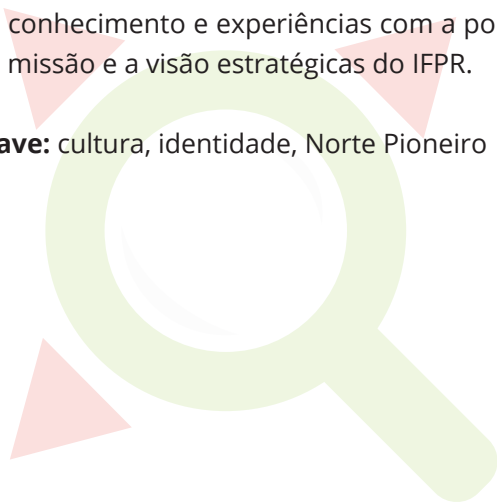 conhecimento e experiências com a po
missão e a visão estratégicas do IFPR.
ave: cultura, identidade, Norte Pioneiro